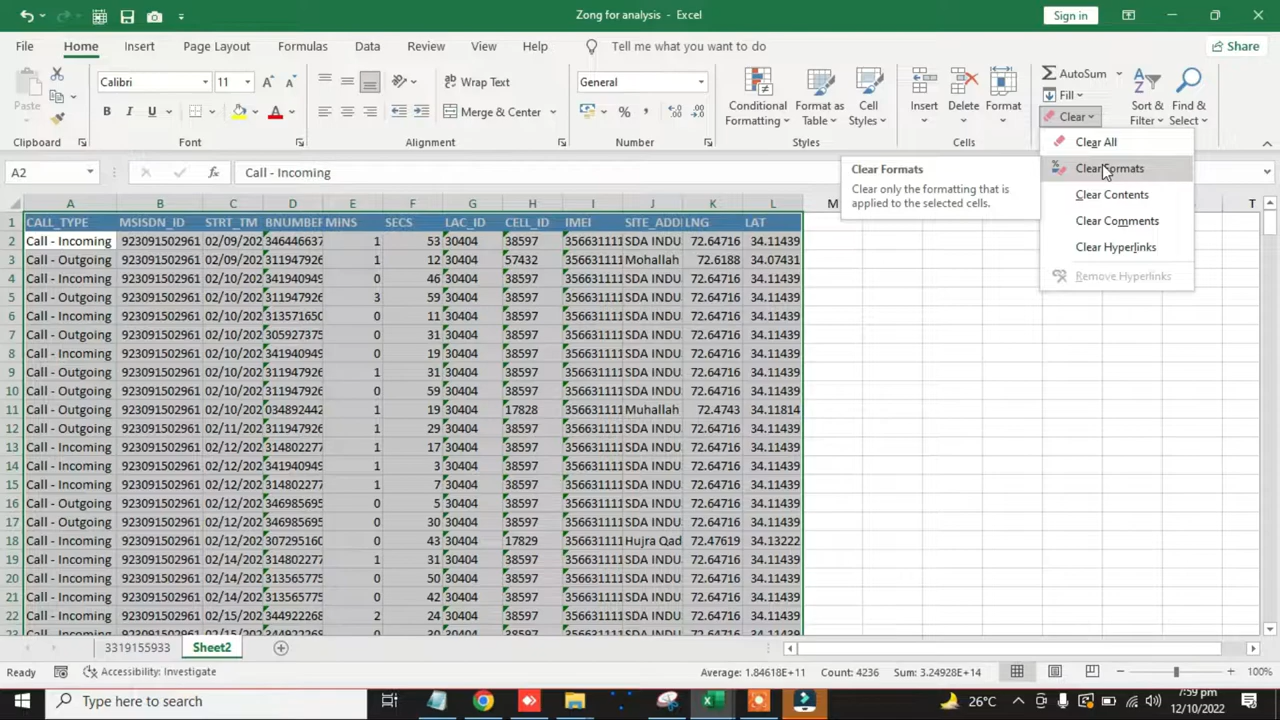 Zong for analysis - Excel
Sign in
File Home Insert Page Layout Formulas Data Review View Help Tell me what you want to do Share
Paste
Calibri 11
B I U
Wrap Text
Merge & Center
General
Conditional Formatting
Format as Table
Cell Styles
Insert Delete Format
AutoSum
Fill
Clear
Sort & Filter
Find & Select
Clipboard Font Alignment Number Styles Cells
Clear All
Clear Formats
Clear Contents
Clear Comments
Clear Hyperlinks
Remove Hyperlinks
Clear Formats
Clear only the formatting that is
applied to the selected cells.
A2 fx Call - Incoming
A B C D E F G H I J K L M T
1 CALL_TYPE MSISDN_ID STRT_TM BNUMBER MINS SECS LAC_ID CELL_ID IMEI SITE_ADD LNG LAT
2 Call - Incoming 923091502961 02/09/202 346446637 1 53 30404 38597 356631111 SDA INDU 72.64716 34.11439
3 Call - Outgoing 923091502961 02/09/202 311947926 1 12 30404 57432 356631111 Mohallah 72.6188 34.07431
4 Call - Incoming 923091502961 02/10/202 341940949 0 46 30404 38597 356631111 SDA INDU 72.64716 34.11439
5 Call - Outgoing 923091502961 02/10/202 311947926 3 59 30404 38597 356631111 SDA INDU 72.64716 34.11439
6 Call - Incoming 923091502961 02/10/202 313571650 0 11 30404 38597 356631111 SDA INDU 72.64716 34.11439
7 Call - Outgoing 923091502961 02/10/202 305927375 0 31 30404 38597 356631111 SDA INDU 72.64716 34.11439
8 Call - Incoming 923091502961 02/10/202 341940949 0 19 30404 38597 356631111 SDA INDU 72.64716 34.11439
9 Call - Outgoing 923091502961 02/10/202 311947926 1 31 30404 38597 356631111 SDA INDU 72.64716 34.11439
10 Call - Outgoing 923091502961 02/10/202 311947926 0 59 30404 38597 356631111 SDA INDU 72.64716 34.11439
11 Call - Outgoing 923091502961 02/10/202 034892442 1 19 30404 17828 356631111 Muhallah 72.4743 34.11814
12 Call - Outgoing 923091502961 02/11/202 311947926 1 29 30404 38597 356631111 SDA INDU 72.64716 34.11439
13 Call - Incoming 923091502961 02/12/202 314802277 1 17 30404 38597 356631111 SDA INDU 72.64716 34.11439
14 Call - Incoming 923091502961 02/12/202 341940949 1 3 30404 38597 356631111 SDA INDU 72.64716 34.11439
15 Call - Incoming 923091502961 02/12/202 314802277 1 7 30404 38597 356631111 SDA INDU 72.64716 34.11439
16 Call - Outgoing 923091502961 02/12/202 346985695 0 5 30404 38597 356631111 SDA INDU 72.64716 34.11439
17 Call - Outgoing 923091502961 02/12/202 346985695 0 30 30404 38597 356631111 SDA INDU 72.64716 34.11439
18 Call - Incoming 923091502961 02/12/202 307295160 0 43 30404 17829 356631111 Hujra Qad 72.47619 34.13222
19 Call - Incoming 923091502961 02/14/202 314802277 1 31 30404 38597 356631111 SDA INDU 72.64716 34.11439
20 Call - Incoming 923091502961 02/14/202 313565775 0 50 30404 38597 356631111 SDA INDU 72.64716 34.11439
21 Call - Outgoing 923091502961 02/14/202 313565775 0 42 30404 38597 356631111 SDA INDU 72.64716 34.11439
22 Call - Incoming 923091502961 02/15/202 344922268 2 24 30404 38597 356631111 SDA INDU 72.64716 34.11439
3319155933 Sheet2
Ready Accessibility: Investigate Average: 1.84618E+11 Count: 4236 Sum: 3.24928E+14 100%
Type here to search 26°C 7:59 pm
12/10/2022